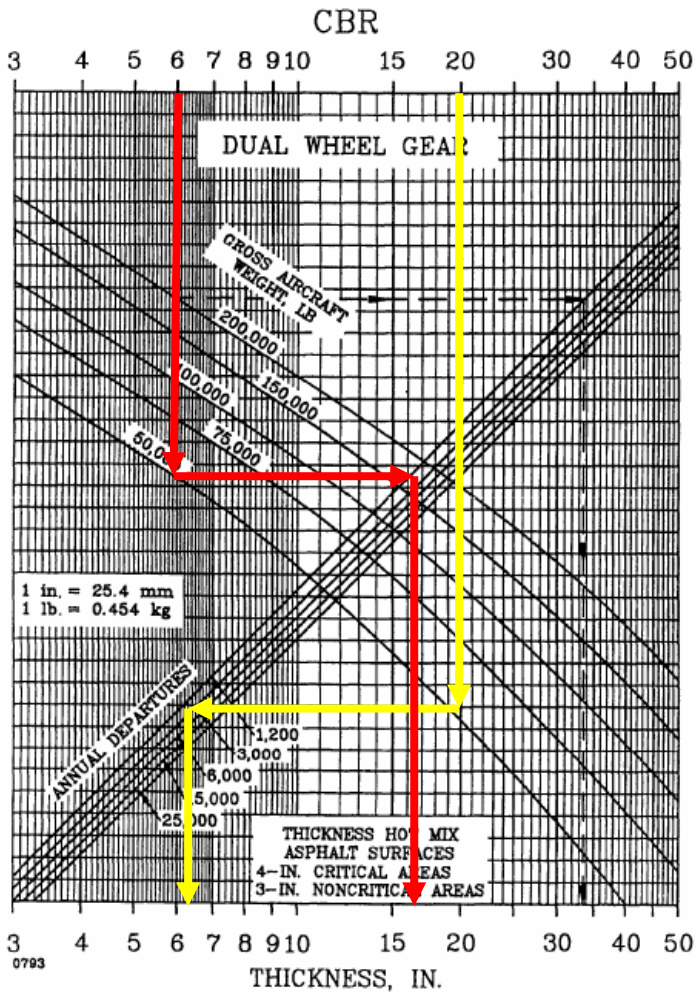 CBR
3 4 5 6 7 8 9 10 15 20 30 40 50
DUAL WHEEL GEAR
GROSS AIRCRAFT
WEIGHT, LB
200,000
150,000
00,000
75,000
1 in. = 25.4 mm
1 lb. = 0.454 kg
ANNUAL DEPARTURES
1,200
3,000
6,000
5,000
THICKNESS HOT MIX
ASPHALT SURFACES
4-IN. CRITICAL AREAS
3-IN. NONCRITICAL AREAS
3 4 5 6 7 8 9 10 15 20 30 40 50
0793
THICKNESS, IN.